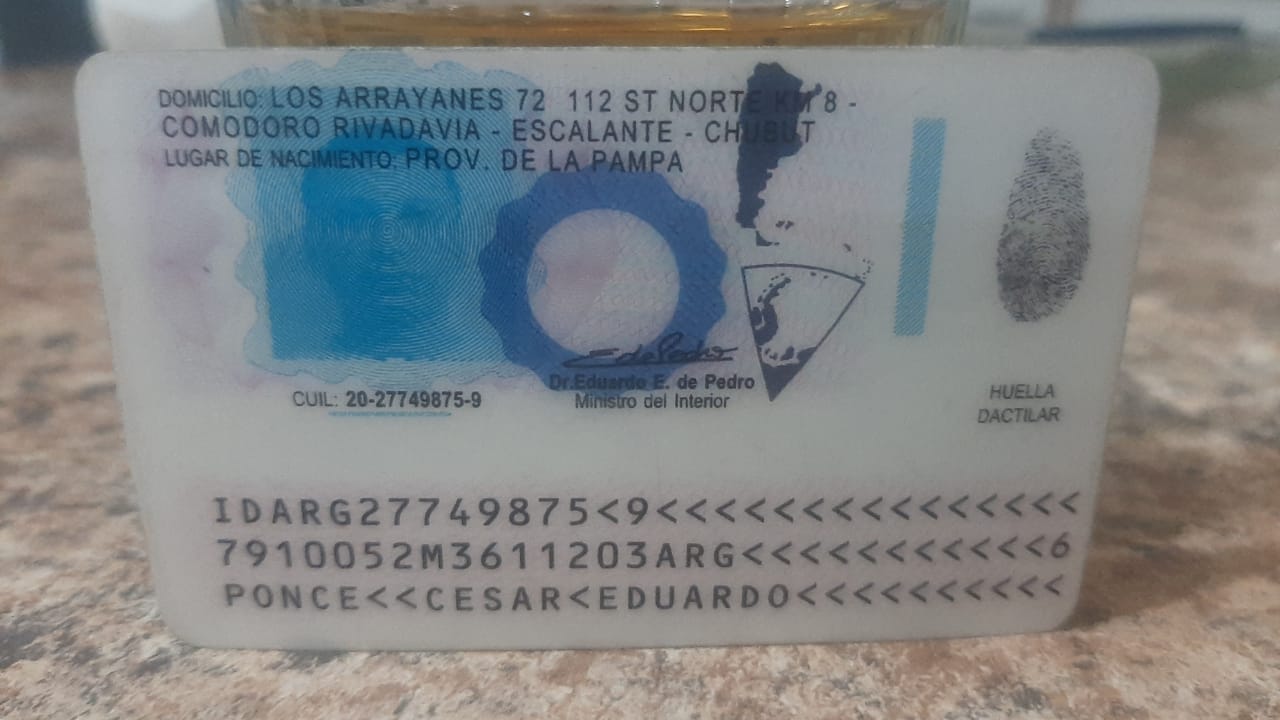 DOMICILIO: LOS ARRAYANES 72  112 ST NORTE KM 8 -
COMODORO RIVADAVIA - ESCALANTE - CHUBUT
LUGAR DE NACIMIENTO: PROV. DE LA PAMPA
Dr.Eduardo E. de Pedro
Ministro del Interior
CUIL: 20-27749875-9
HUELLA
DACTILAR
IDARG27749875<9<<<<<<<<<<<<<<<
7910052M3611203ARG<<<<<<<<<<<6
PONCE<<CESAR<EDUARDO<<<<<<<<<<